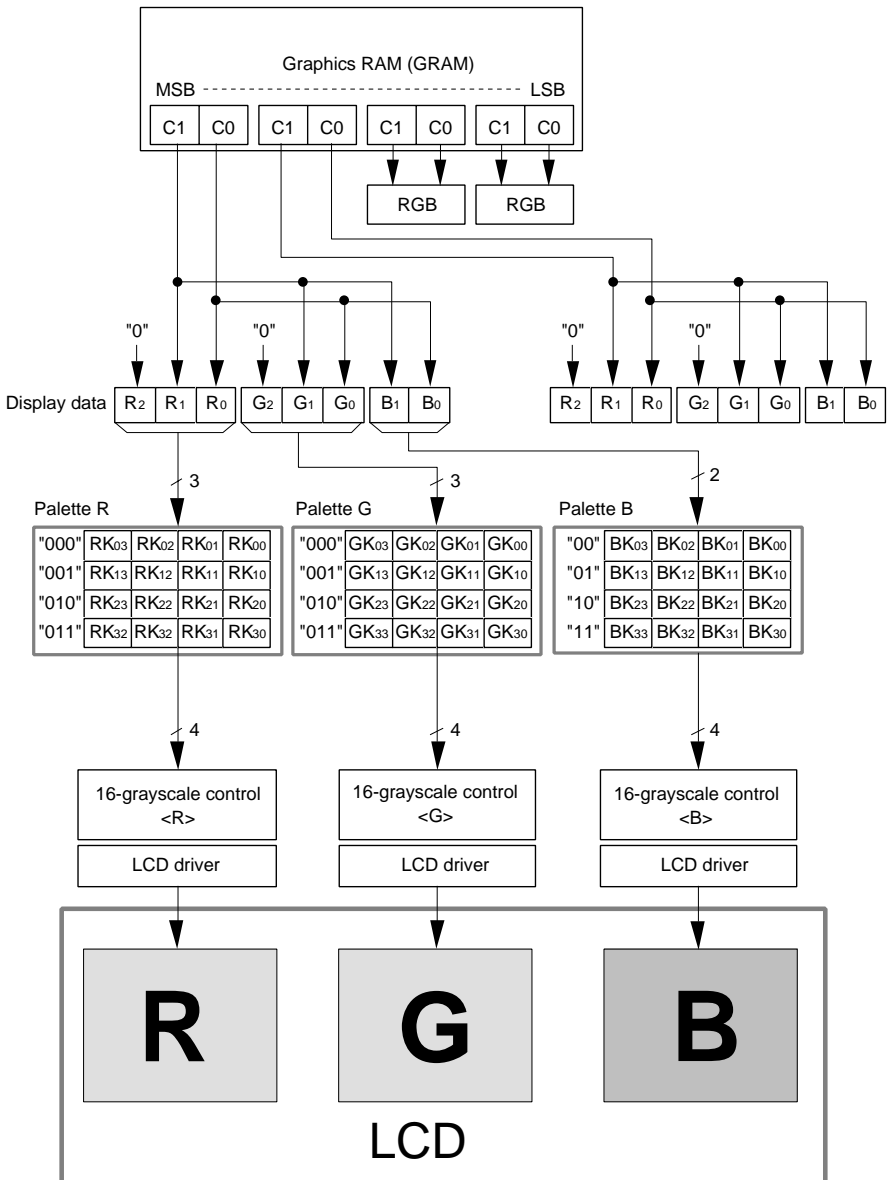 Graphics RAM (GRAM)
MSB LSB
C1 C0 C1 C0 C1 C0 C1 C0
RGB RGB
"0" "0" "0" "0"
Display data R2 R1 R0 G2 G1 G0 B1 B0 R2 R1 R0 G2 G1 G0 B1 B0
3 3 2
Palette R Palette G Palette B
"000" RK03 RK02 RK01 RK00 "000" GK03 GK02 GK01 GK00 "00" BK03 BK02 BK01 BK00
"001" RK13 RK12 RK11 RK10 "001" GK13 GK12 GK11 GK10 "01" BK13 BK12 BK11 BK10
"010" RK23 RK22 RK21 RK20 "010" GK23 GK22 GK21 GK20 "10" BK23 BK22 BK21 BK20
"011" RK32 RK32 RK31 RK30 "011" GK33 GK32 GK31 GK30 "11" BK33 BK32 BK31 BK30
4 4 4
16-grayscale control 16-grayscale control 16-grayscale control
<R> <G> <B>
LCD driver LCD driver LCD driver
R G B
LCD